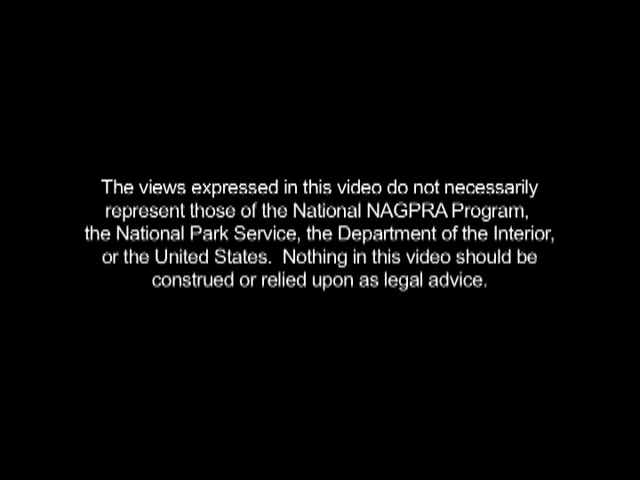 The views expressed in this video do not necessarily
represent those of the National NAGPRA Program,
the National Park Service, the Department of the Interior,
or the United States.  Nothing in this video should be
construed or relied upon as legal advice.